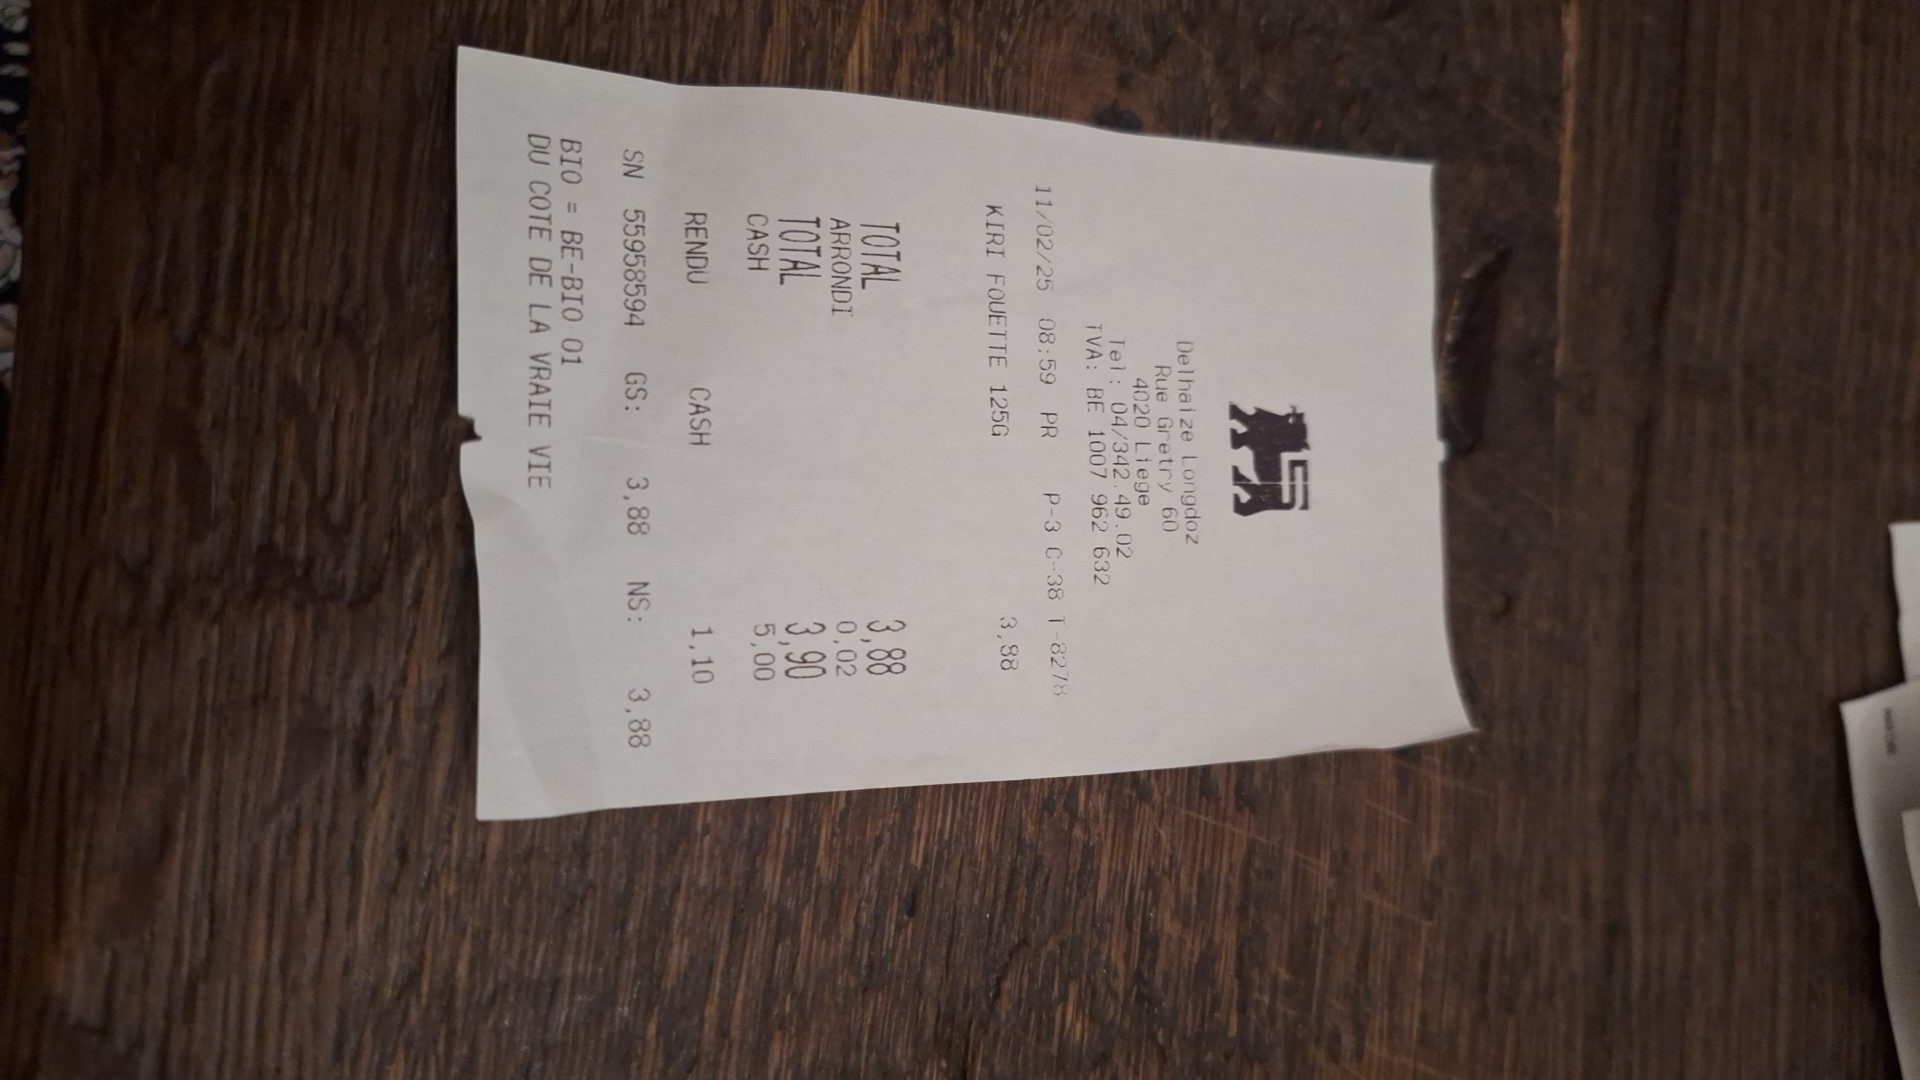 Delhaize Longdoz
Rue Gretry 60
4020 Liege
Tel: 04/342.49.02
TVA: BE 1007 962 632
11/02/25 08:59 PR P-3 C-38 T-8278
KIRI FOUETTE 125G 3,88
TOTAL 3,88
ARRONDI 0,02
TOTAL 3,90
CASH 5,00
RENDU CASH 1,10
SN 55958594 GS: 3,88 NS: 3,88
BIO = BE-BIO 01
DU COTE DE LA VRAIE VIE